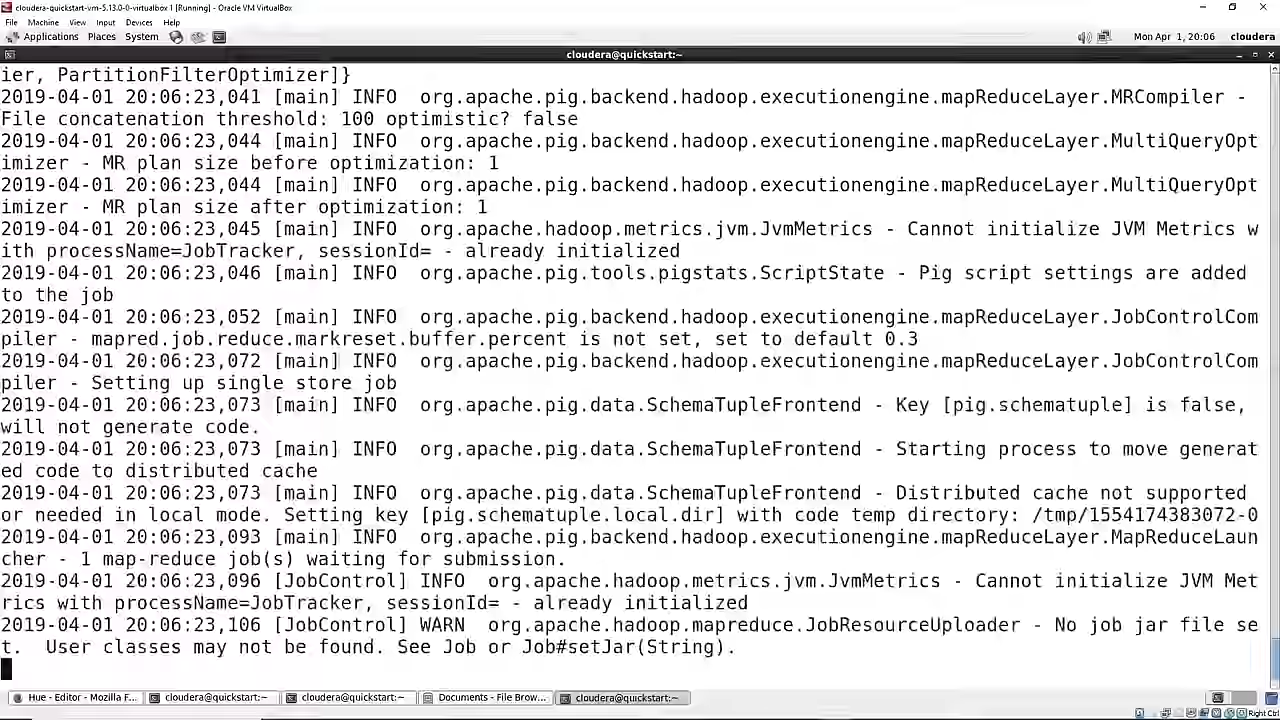 cloudera-quickstart-vm-5.13.0-0-virtualbox 1 [Running] - Oracle VM VirtualBox
File Machine View Input Devices Help
Applications Places System Mon Apr 1, 20:06 cloudera
cloudera@quickstart:~
ier, PartitionFilterOptimizer]}
2019-04-01 20:06:23,041 [main] INFO  org.apache.pig.backend.hadoop.executionengine.mapReduceLayer.MRCompiler -
File concatenation threshold: 100 optimistic? false
2019-04-01 20:06:23,044 [main] INFO  org.apache.pig.backend.hadoop.executionengine.mapReduceLayer.MultiQueryOpt
imizer - MR plan size before optimization: 1
2019-04-01 20:06:23,044 [main] INFO  org.apache.pig.backend.hadoop.executionengine.mapReduceLayer.MultiQueryOpt
imizer - MR plan size after optimization: 1
2019-04-01 20:06:23,045 [main] INFO  org.apache.hadoop.metrics.jvm.JvmMetrics - Cannot initialize JVM Metrics w
ith processName=JobTracker, sessionId= - already initialized
2019-04-01 20:06:23,046 [main] INFO  org.apache.pig.tools.pigstats.ScriptState - Pig script settings are added
to the job
2019-04-01 20:06:23,052 [main] INFO  org.apache.pig.backend.hadoop.executionengine.mapReduceLayer.JobControlCom
piler - mapred.job.reduce.markreset.buffer.percent is not set, set to default 0.3
2019-04-01 20:06:23,072 [main] INFO  org.apache.pig.backend.hadoop.executionengine.mapReduceLayer.JobControlCom
piler - Setting up single store job
2019-04-01 20:06:23,073 [main] INFO  org.apache.pig.data.SchemaTupleFrontend - Key [pig.schematuple] is false,
will not generate code.
2019-04-01 20:06:23,073 [main] INFO  org.apache.pig.data.SchemaTupleFrontend - Starting process to move generat
ed code to distributed cache
2019-04-01 20:06:23,073 [main] INFO  org.apache.pig.data.SchemaTupleFrontend - Distributed cache not supported
or needed in local mode. Setting key [pig.schematuple.local.dir] with code temp directory: /tmp/1554174383072-0
2019-04-01 20:06:23,093 [main] INFO  org.apache.pig.backend.hadoop.executionengine.mapReduceLayer.MapReduceLaun
cher - 1 map-reduce job(s) waiting for submission.
2019-04-01 20:06:23,096 [JobControl] INFO  org.apache.hadoop.metrics.jvm.JvmMetrics - Cannot initialize JVM Met
rics with processName=JobTracker, sessionId= - already initialized
2019-04-01 20:06:23,106 [JobControl] WARN  org.apache.hadoop.mapreduce.JobResourceUploader - No job jar file se
t.  User classes may not be found. See Job or Job#setJar(String).
Hue - Editor - Mozilla F... cloudera@quickstart:~ cloudera@quickstart:~ Documents - File Brow... cloudera@quickstart:~
Right Ctrl